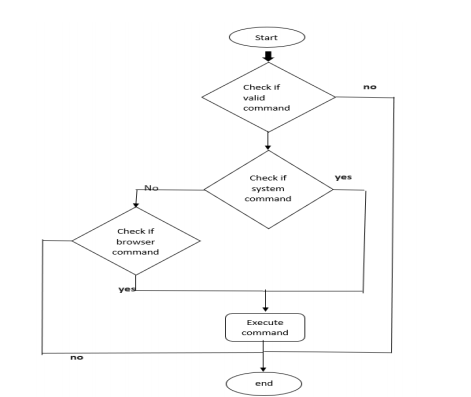 Start
Check if
valid
command
no
Check if
system
command
yes
No
Check if
browser
command
yes
Execute
command
no
end